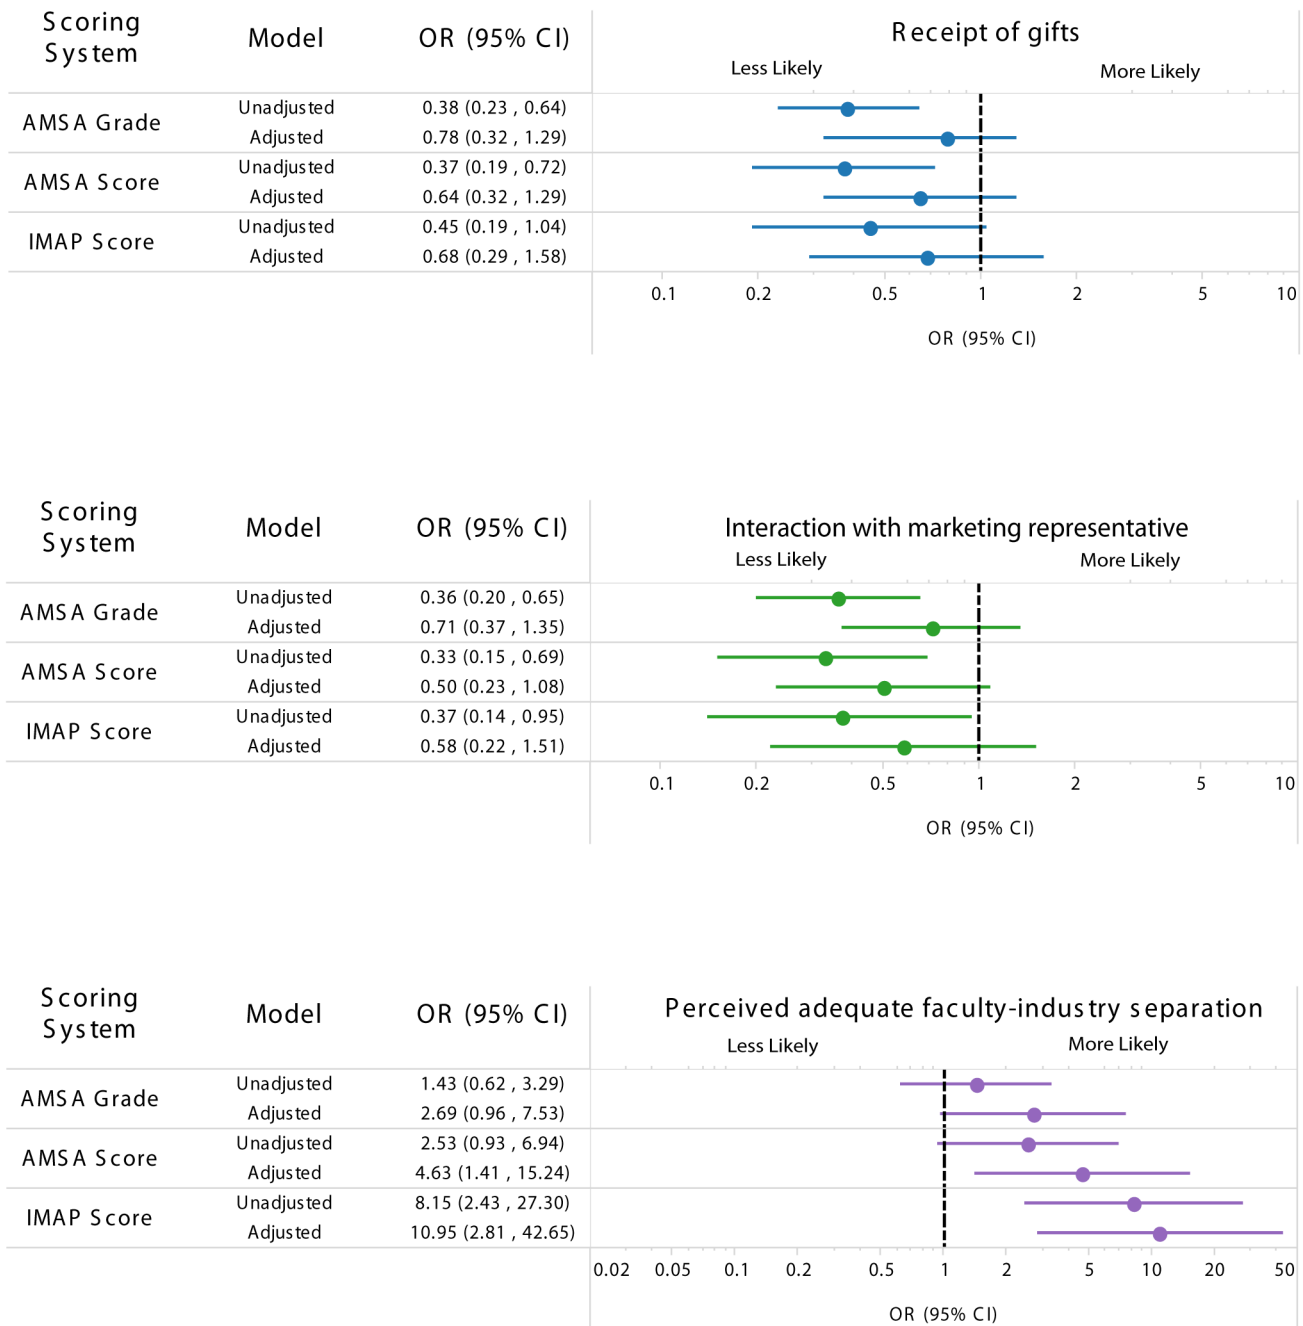 Scoring System Model OR (95% CI) Receipt of gifts
Less Likely More Likely
AMSA Grade Unadjusted 0.38 (0.23 , 0.64)
Adjusted 0.78 (0.32 , 1.29)
AMSA Score Unadjusted 0.37 (0.19 , 0.72)
Adjusted 0.64 (0.32 , 1.29)
IMAP Score Unadjusted 0.45 (0.19 , 1.04)
Adjusted 0.68 (0.29 , 1.58)
0.1 0.2 0.5 1 2 5 10
OR (95% CI)
Scoring System Model OR (95% CI) Interaction with marketing representative
Less Likely More Likely
AMSA Grade Unadjusted 0.36 (0.20 , 0.65)
Adjusted 0.71 (0.37 , 1.35)
AMSA Score Unadjusted 0.33 (0.15 , 0.69)
Adjusted 0.50 (0.23 , 1.08)
IMAP Score Unadjusted 0.37 (0.14 , 0.95)
Adjusted 0.58 (0.22 , 1.51)
0.1 0.2 0.5 1 2 5 10
OR (95% CI)
Scoring System Model OR (95% CI) Perceived adequate faculty-industry separation
Less Likely More Likely
AMSA Grade Unadjusted 1.43 (0.62 , 3.29)
Adjusted 2.69 (0.96 , 7.53)
AMSA Score Unadjusted 2.53 (0.93 , 6.94)
Adjusted 4.63 (1.41 , 15.24)
IMAP Score Unadjusted 8.15 (2.43 , 27.30)
Adjusted 10.95 (2.81 , 42.65)
0.02 0.05 0.1 0.2 0.5 1 2 5 10 20 50
OR (95% CI)